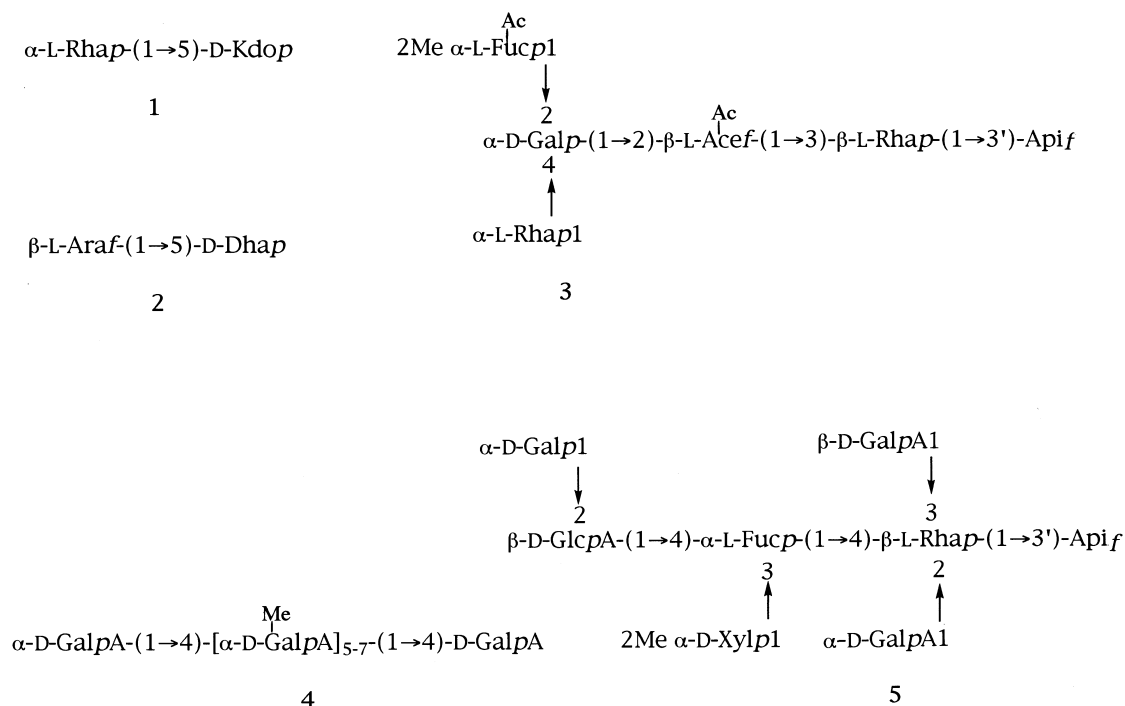 α-L-Rhap-(1→5)-D-Kdop
1
Ac
2Me α-L-Fucp1
2
Ac
α-D-Galp-(1→2)-β-L-Acef-(1→3)-β-L-Rhap-(1→3')-Apif
4
α-L-Rhap1
3
β-L-Araf-(1→5)-D-Dhap
2
α-D-Galp1
β-D-GalpA1
2
3
β-D-GlcpA-(1→4)-α-L-Fucp-(1→4)-β-L-Rhap-(1→3')-Apif
3
2
2Me α-D-Xylp1
α-D-GalpA1
5
Me
α-D-GalpA-(1→4)-[α-D-GalpA]5-7-(1→4)-D-GalpA
4